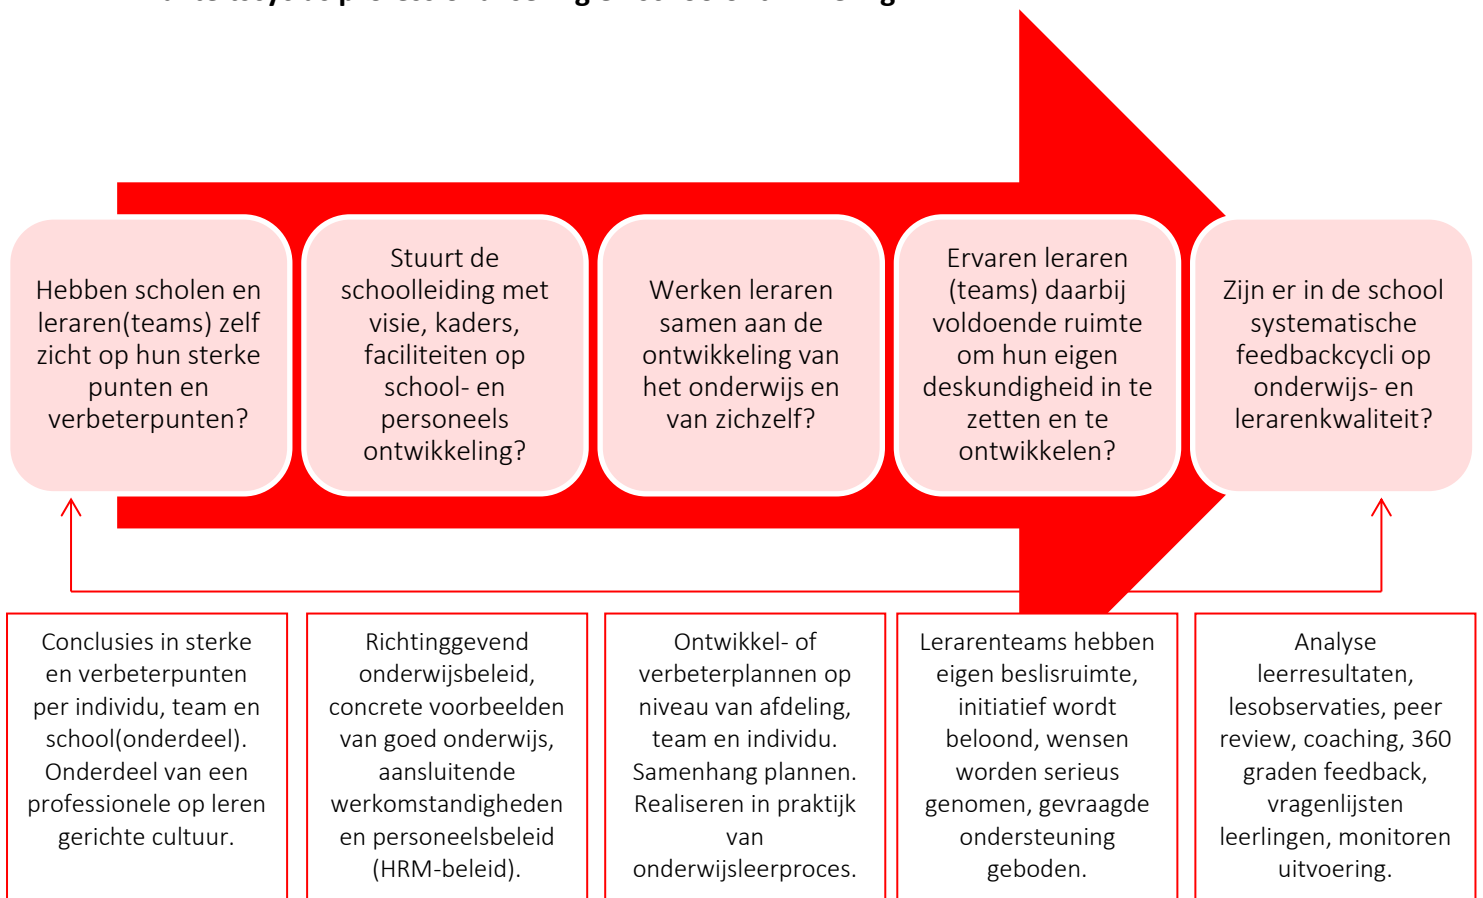 Hebben scholen en
leraren(teams) zelf
zicht op hun sterke
punten en
verbeterpunten?
Stuurt de
schoolleiding met
visie, kaders,
faciliteiten op
school- en
personeels
ontwikkeling?
Werken leraren
samen aan de
ontwikkeling van
het onderwijs en
van zichzelf?
Ervaren leraren
(teams) daarbij
voldoende ruimte
om hun eigen
deskundigheid in te
zetten en te
ontwikkelen?
Zijn er in de school
systematische
feedbackcycli op
onderwijs- en
lerarenkwaliteit?
Conclusies in sterke
en verbeterpunten
per individu, team en
school(onderdeel).
Onderdeel van een
professionele op leren
gerichte cultuur.
Richtinggevend
onderwijsbeleid,
concrete voorbeelden
van goed onderwijs,
aansluitende
werkomstandigheden
en personeelsbeleid
(HRM-beleid).
Ontwikkel- of
verbeterplannen op
niveau van afdeling,
team en individu.
Samenhang plannen.
Realiseren in praktijk
van
onderwijsleerproces.
Lerarenteams hebben
eigen beslisruimte,
initiatief wordt
beloond, wensen
worden serieus
genomen, gevraagde
ondersteuning
geboden.
Analyse
leerresultaten,
lesobservaties, peer
review, coaching, 360
graden feedback,
vragenlijsten
leerlingen, monitoren
uitvoering.